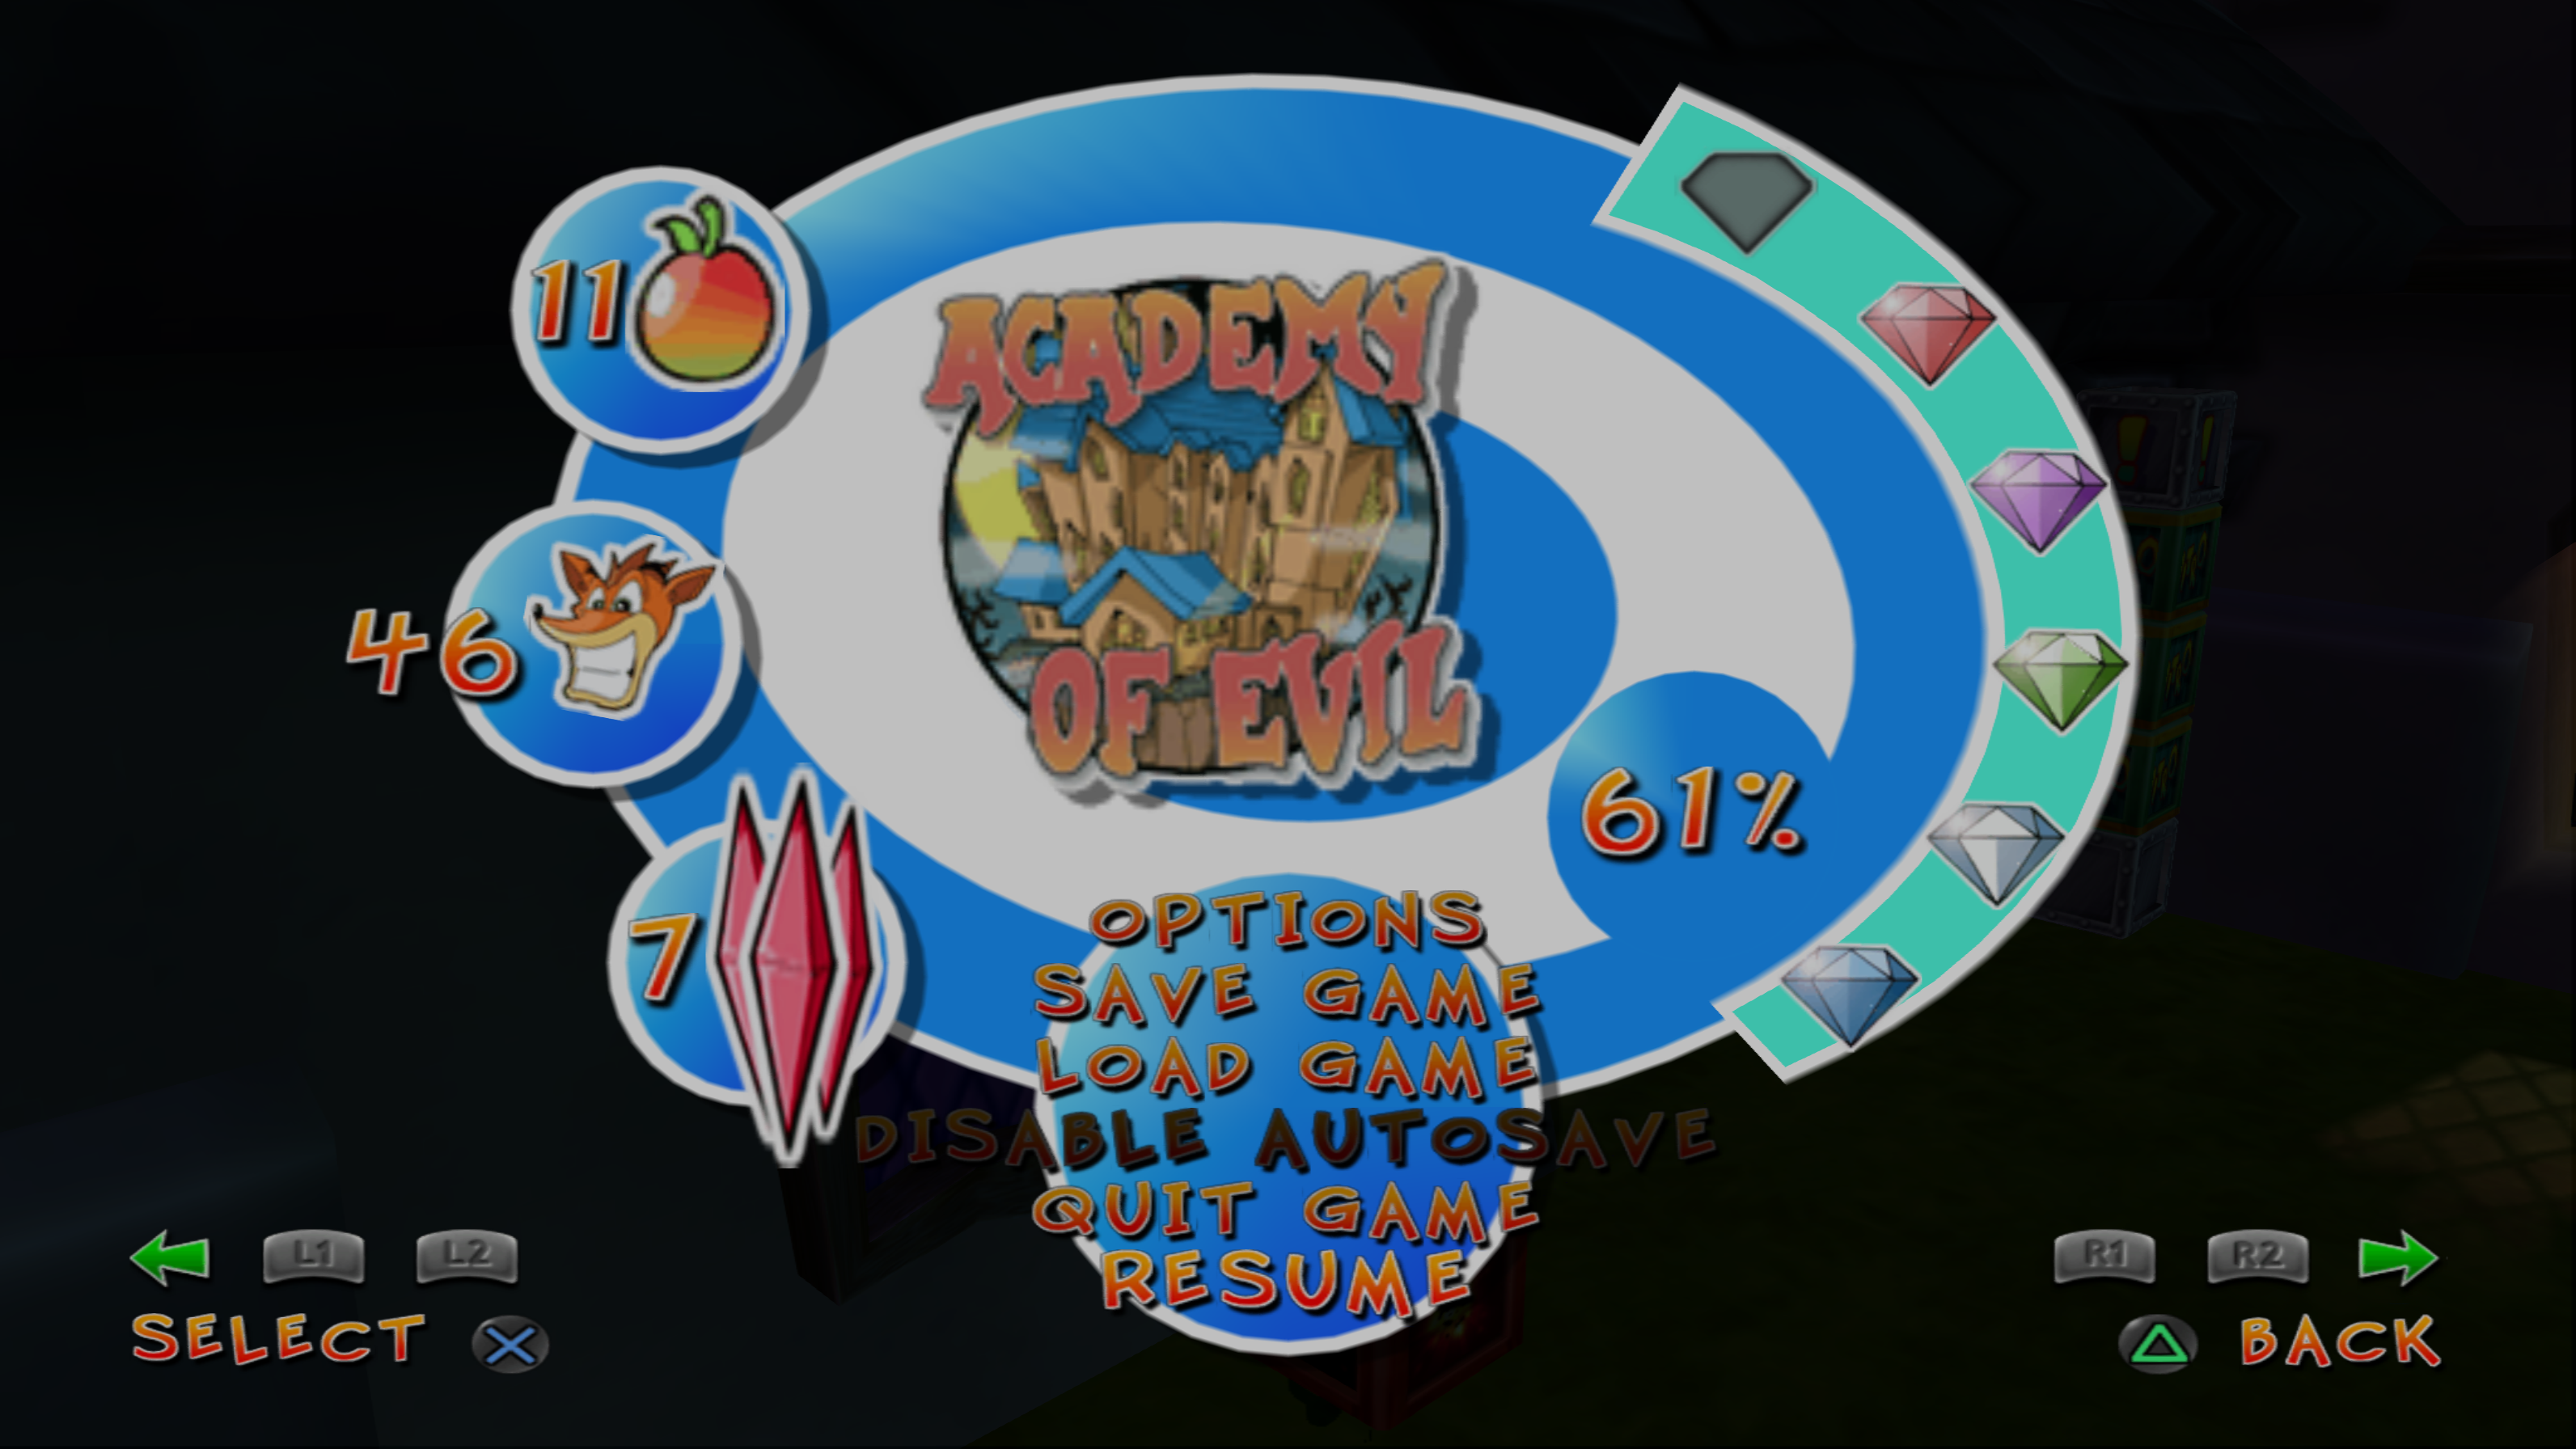 11
ACADEMY
OF EVIL
46
61%
7
OPTIONS
SAVE GAME
LOAD GAME
DISABLE AUTOSAVE
QUIT GAME
RESUME
L1 L2
R1 R2
SELECT
BACK